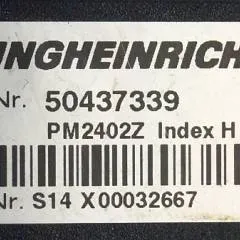 UNGHEINRICH
Nr. 50437339
PM2402Z Index H
Nr. S14 X00032667